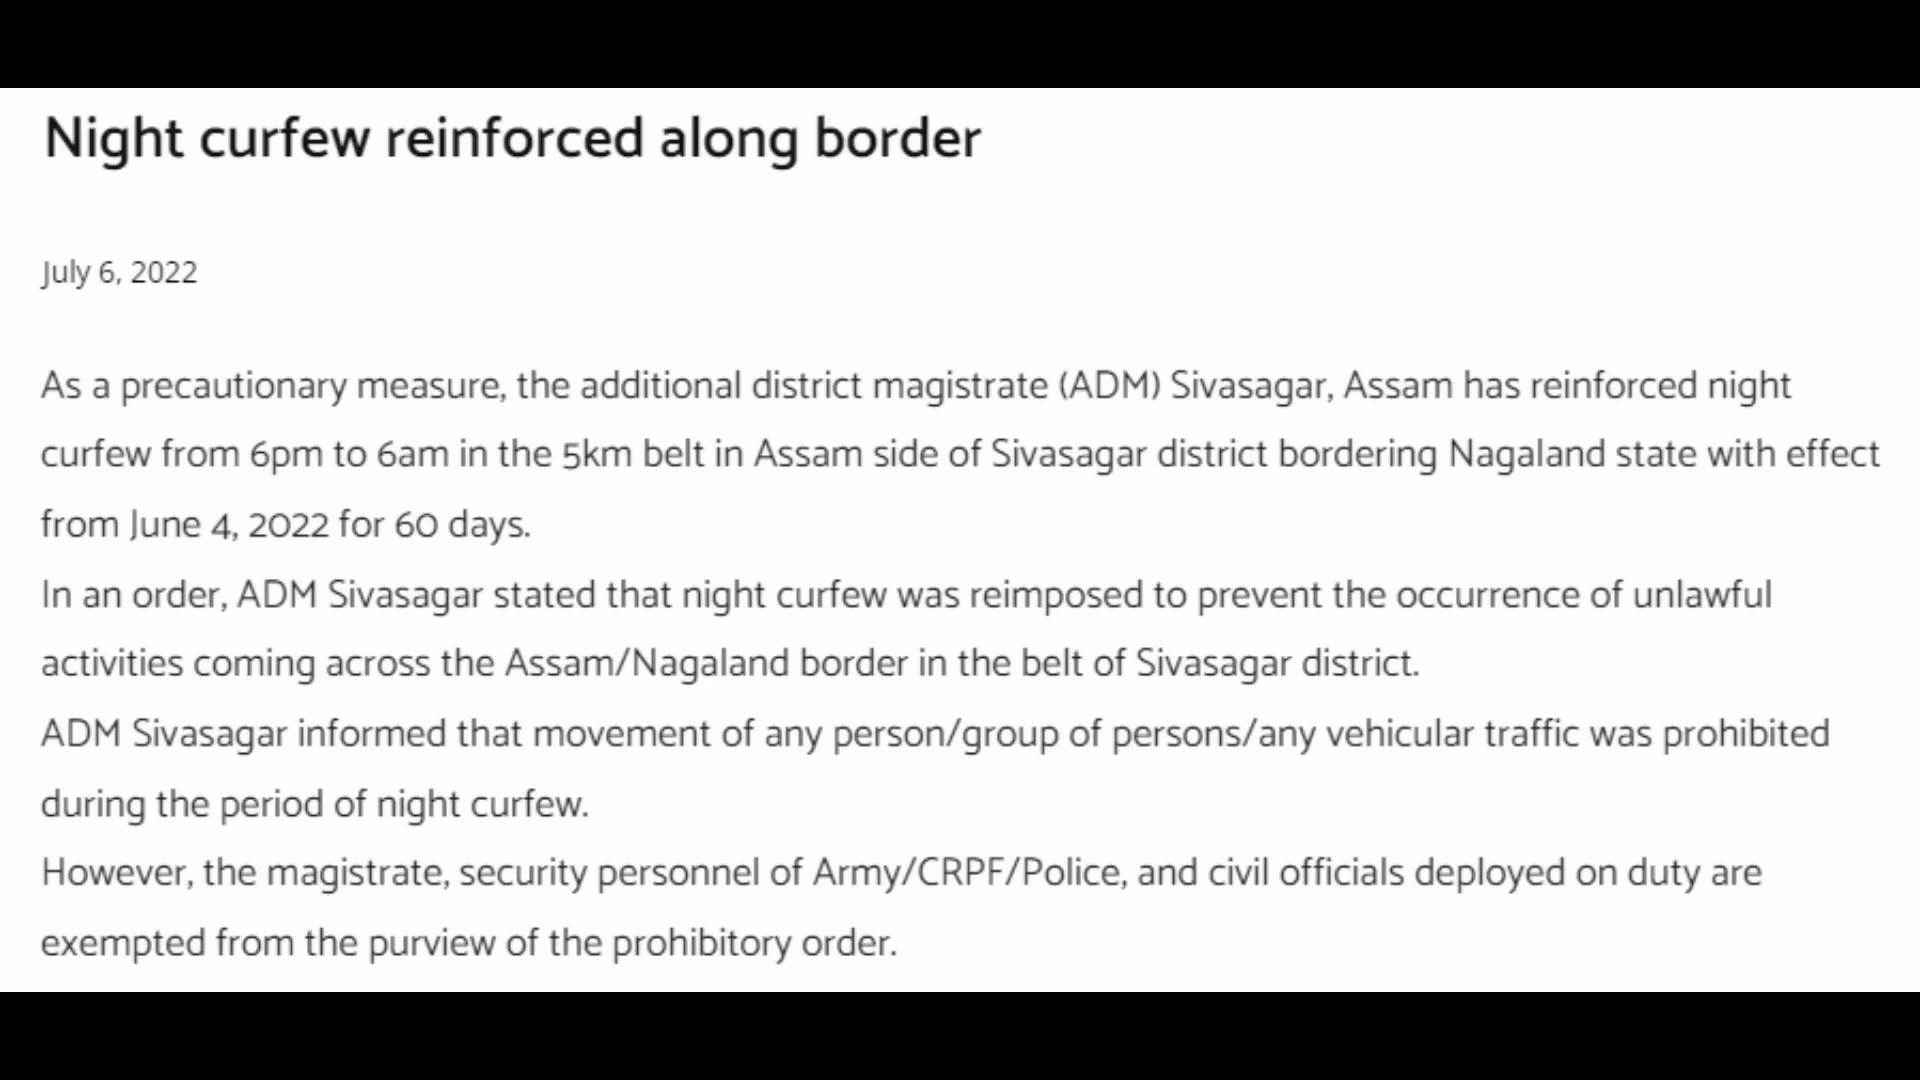 Night curfew reinforced along border
July 6, 2022
As a precautionary measure, the additional district magistrate (ADM) Sivasagar, Assam has reinforced night
curfew from 6pm to 6am in the 5km belt in Assam side of Sivasagar district bordering Nagaland state with effect
from June 4, 2022 for 60 days.
In an order, ADM Sivasagar stated that night curfew was reimposed to prevent the occurrence of unlawful
activities coming across the Assam/Nagaland border in the belt of Sivasagar district.
ADM Sivasagar informed that movement of any person/group of persons/any vehicular traffic was prohibited
during the period of night curfew.
However, the magistrate, security personnel of Army/CRPF/Police, and civil officials deployed on duty are
exempted from the purview of the prohibitory order.